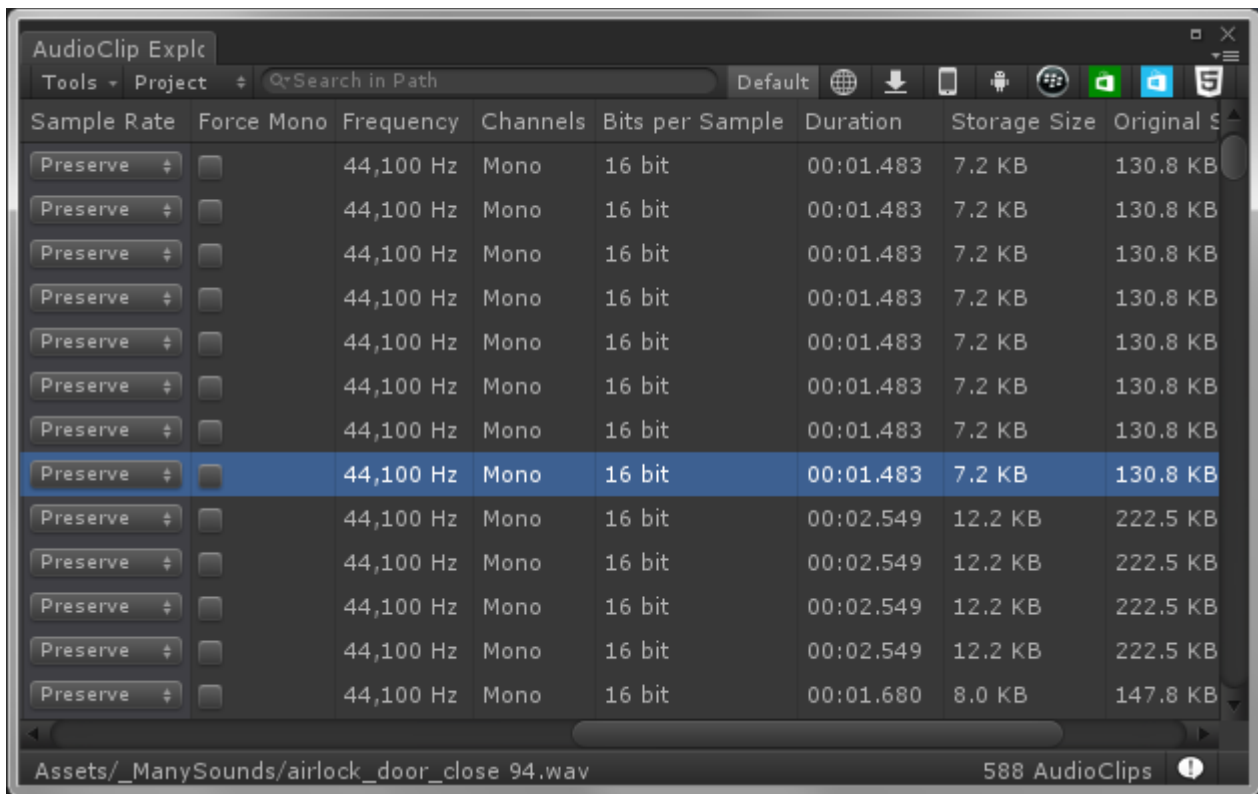 AudioClip Explc
Tools Project Search in Path Default
Sample Rate Force Mono Frequency Channels Bits per Sample Duration Storage Size Original S
Preserve 44,100 Hz Mono 16 bit 00:01.483 7.2 KB 130.8 KB
Preserve 44,100 Hz Mono 16 bit 00:01.483 7.2 KB 130.8 KB
Preserve 44,100 Hz Mono 16 bit 00:01.483 7.2 KB 130.8 KB
Preserve 44,100 Hz Mono 16 bit 00:01.483 7.2 KB 130.8 KB
Preserve 44,100 Hz Mono 16 bit 00:01.483 7.2 KB 130.8 KB
Preserve 44,100 Hz Mono 16 bit 00:01.483 7.2 KB 130.8 KB
Preserve 44,100 Hz Mono 16 bit 00:01.483 7.2 KB 130.8 KB
Preserve 44,100 Hz Mono 16 bit 00:01.483 7.2 KB 130.8 KB
Preserve 44,100 Hz Mono 16 bit 00:02.549 12.2 KB 222.5 KB
Preserve 44,100 Hz Mono 16 bit 00:02.549 12.2 KB 222.5 KB
Preserve 44,100 Hz Mono 16 bit 00:02.549 12.2 KB 222.5 KB
Preserve 44,100 Hz Mono 16 bit 00:02.549 12.2 KB 222.5 KB
Preserve 44,100 Hz Mono 16 bit 00:01.680 8.0 KB 147.8 KB
Assets/_ManySounds/airlock_door_close 94.wav 588 AudioClips